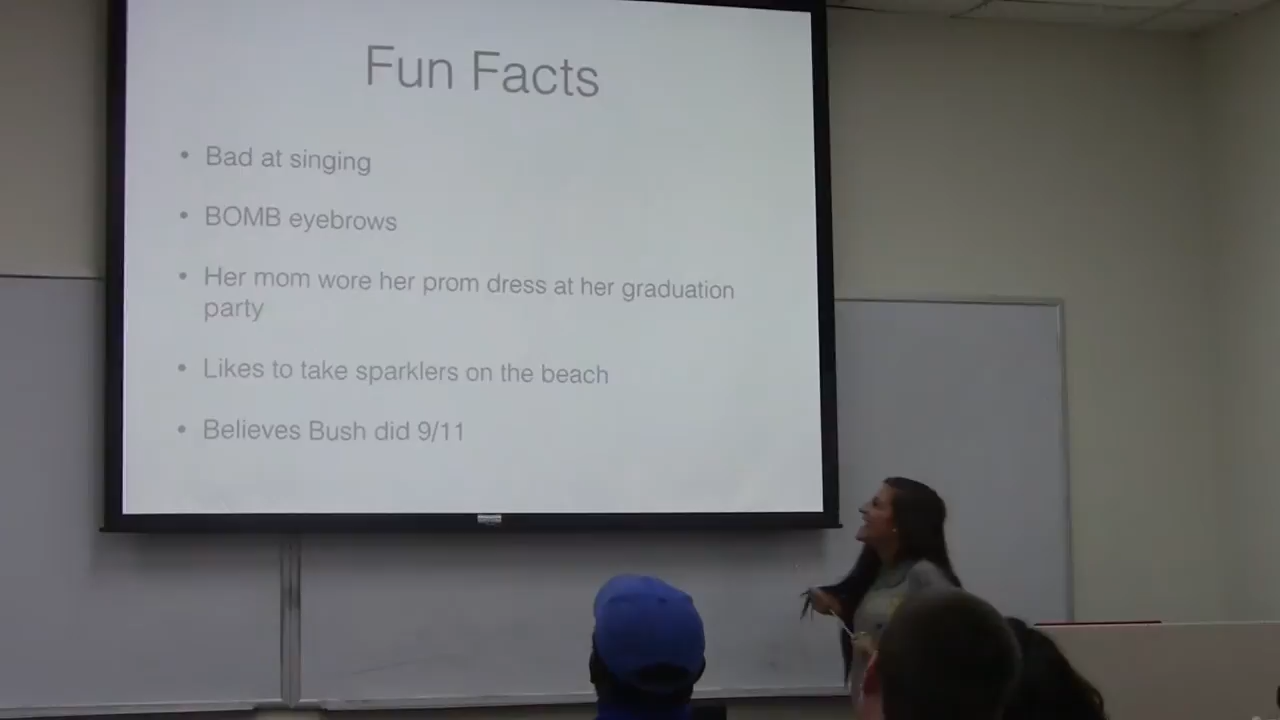 Fun Facts
• Bad at singing
• BOMB eyebrows
• Her mom wore her prom dress at her graduation
party
• Likes to take sparklers on the beach
• Believes Bush did 9/11